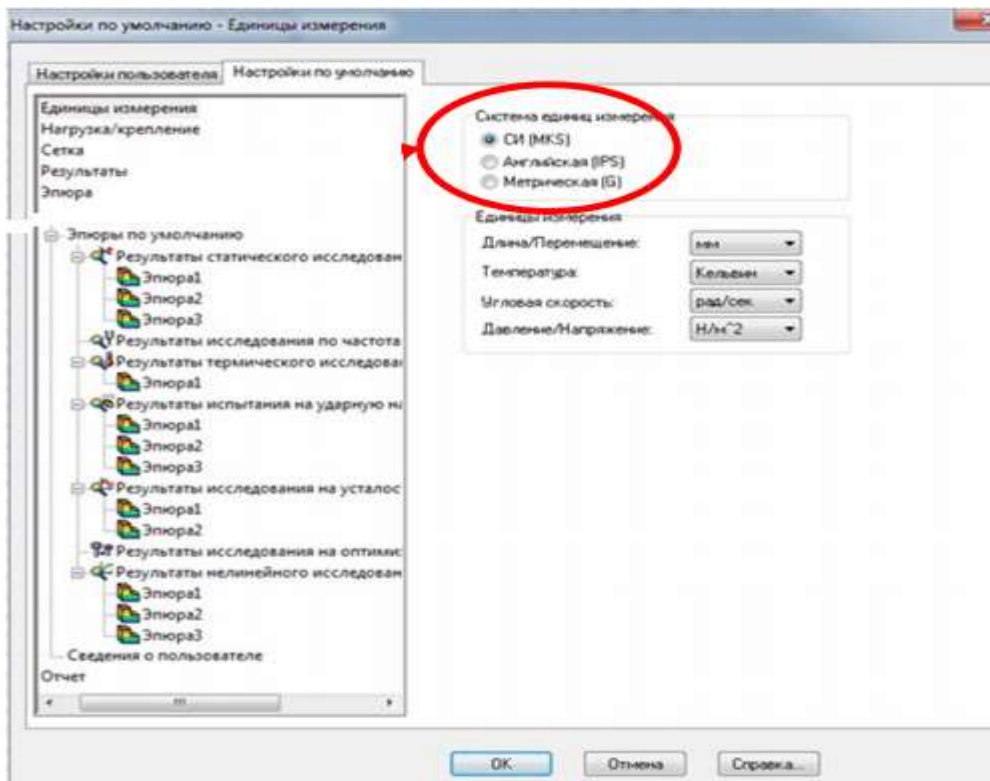 Настройки по умолчанию - Единицы измерения
Настройки пользователя Настройки по умолчанию
Единицы измерения
Нагрузка/крепление
Сетка
Результаты
Эпюра
Эпюры по умолчанию
Результаты статического исследован
Эпюра1
Эпюра2
Эпюра3
Результаты исследования по частота
Результаты термического исследован
Эпюра1
Результаты испытания на ударную на
Эпюра1
Эпюра2
Эпюра3
Результаты исследования на усталос
Эпюра1
Эпюра2
Результаты исследования на оптими
Результаты нелинейного исследован
Эпюра1
Эпюра2
Эпюра3
Сведения о пользователе
Отчет
Система единиц измерения
СИ (MKS)
Английская (IPS)
Метрическая (G)
Единицы измерения
Длина/Перемещение: мм
Температура: Кельвин
Угловая скорость: рад/сек
Давление/Напряжение: Н/м^2
OK Отмена Справка...